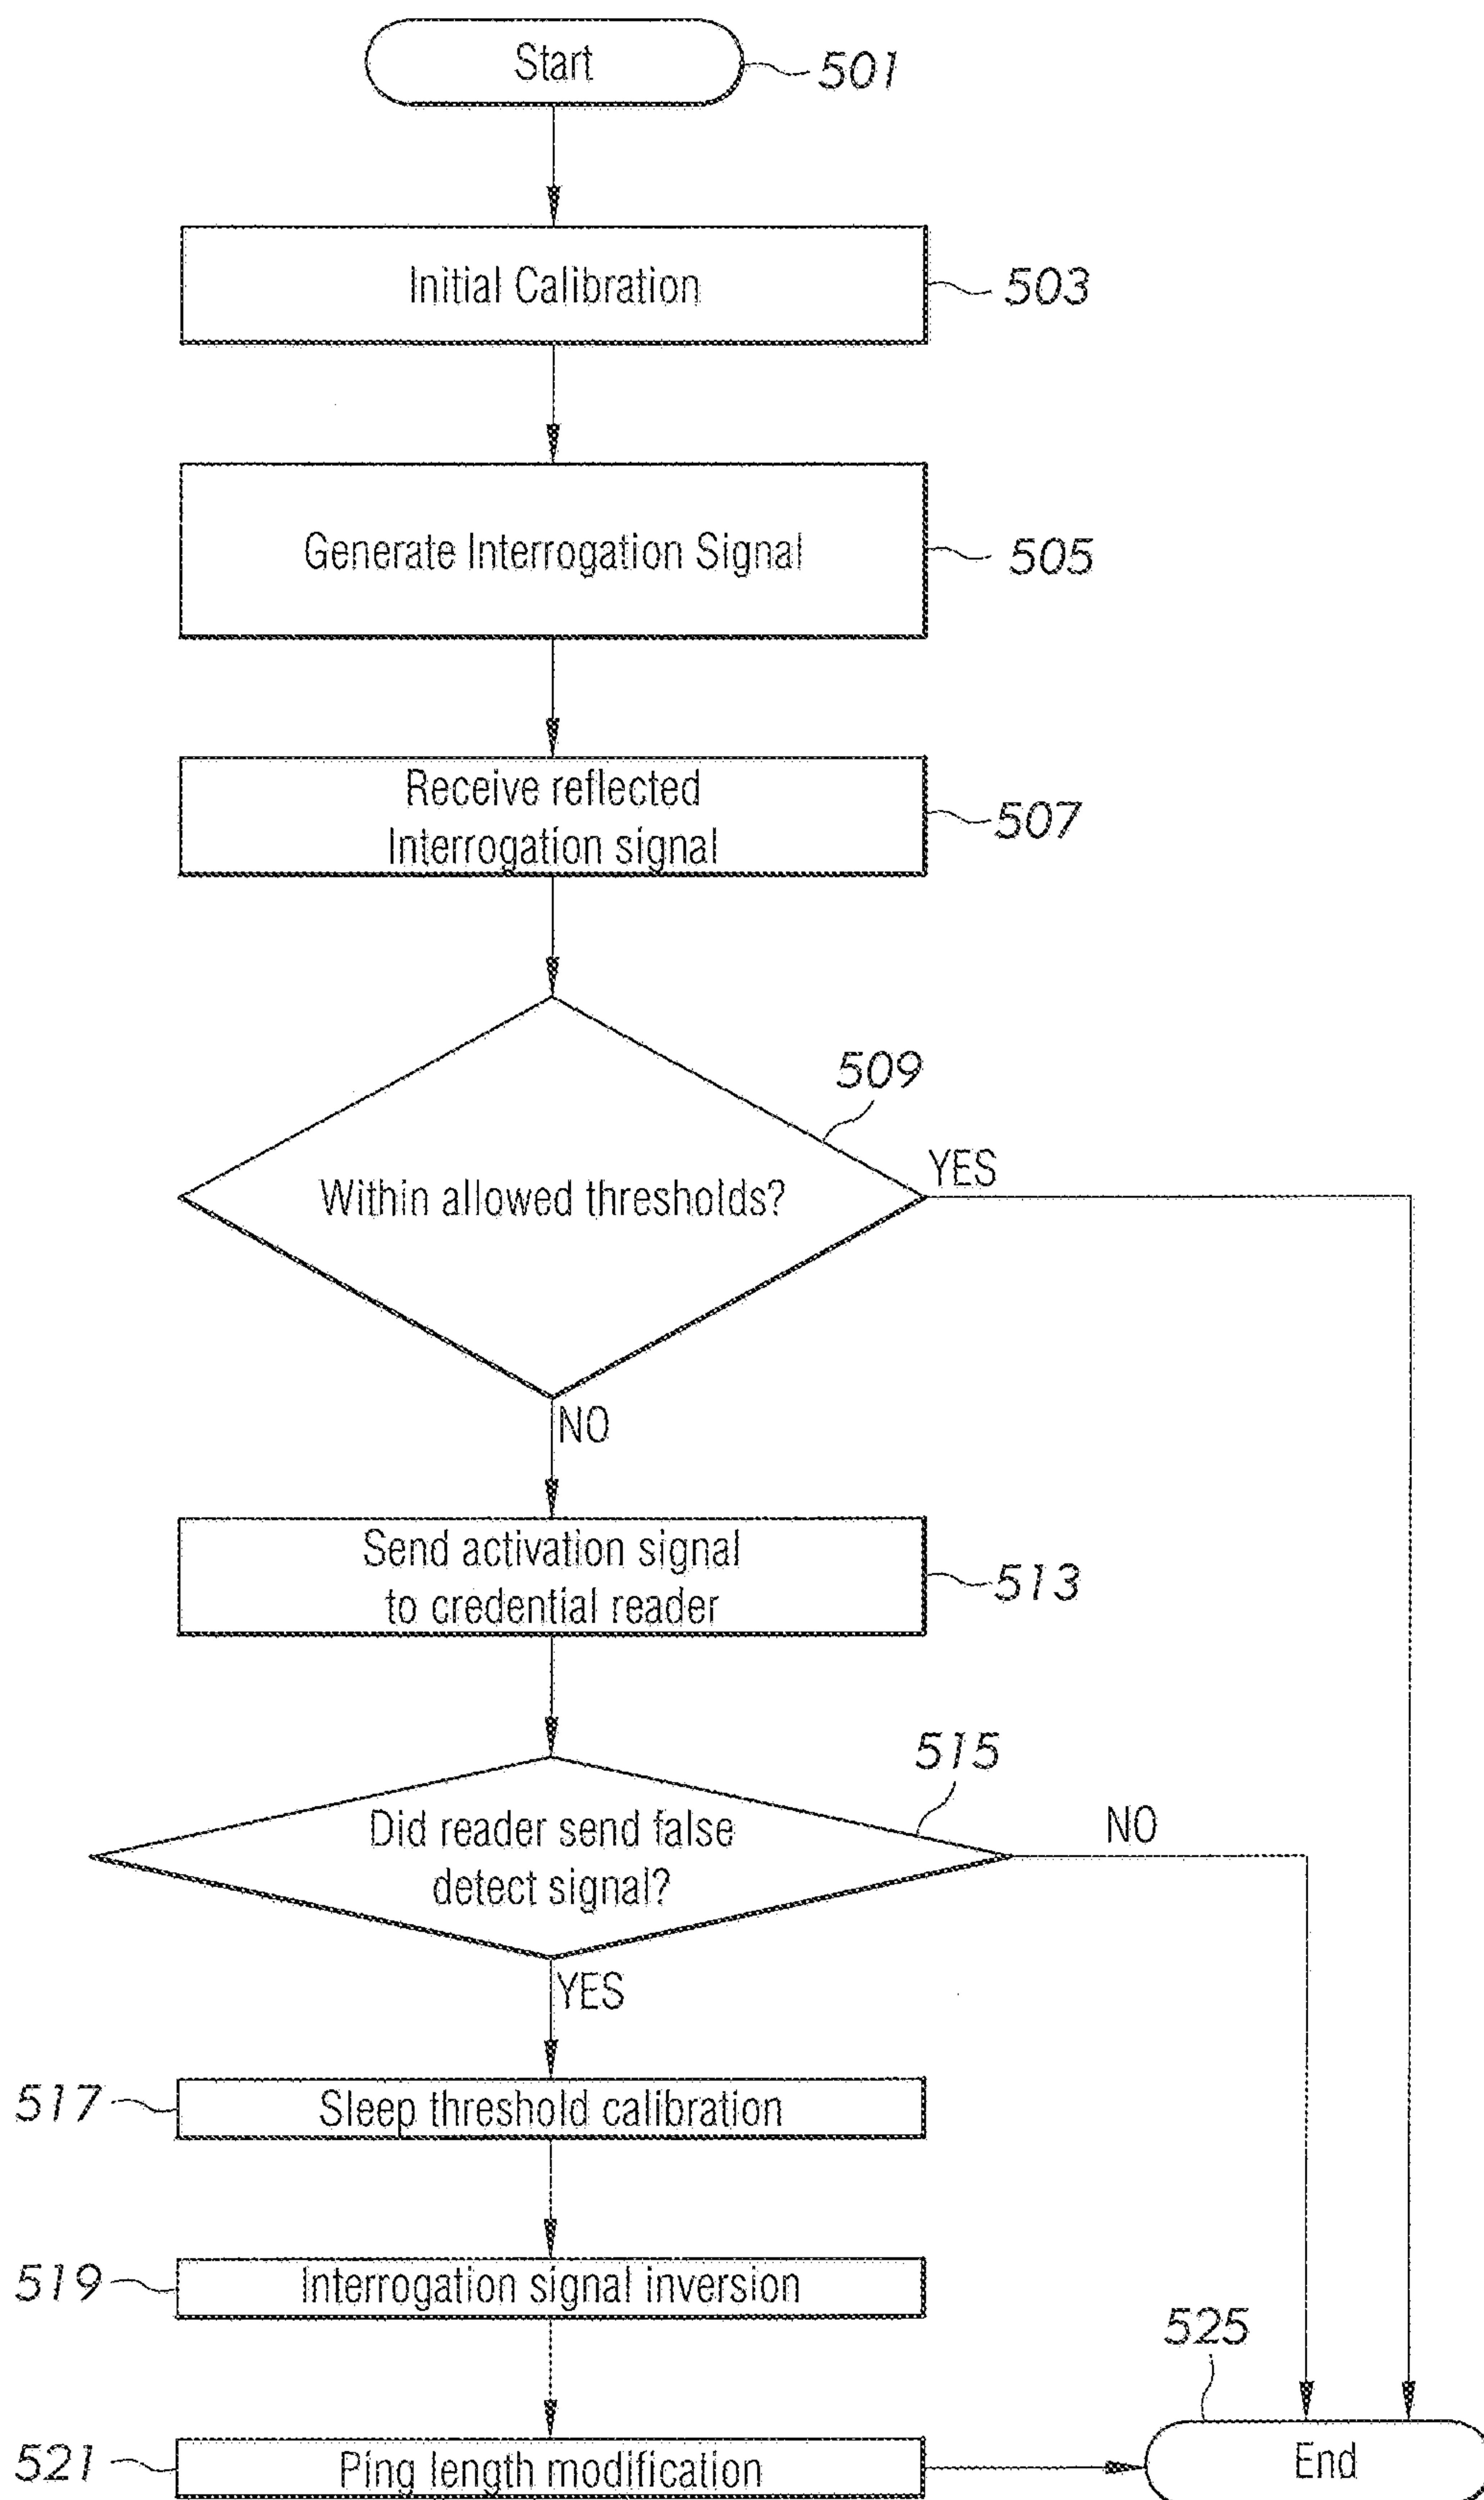 Start
501
Initial Calibration
503
Generate Interrogation Signal
505
Receive reflected
Interrogation signal
507
509
Within allowed thresholds?
YES
NO
Send activation signal
to credential reader
513
515
Did reader send false
detect signal?
NO
YES
517
Sleep threshold calibration
519
Interrogation signal inversion
525
521
Ping length modification
End